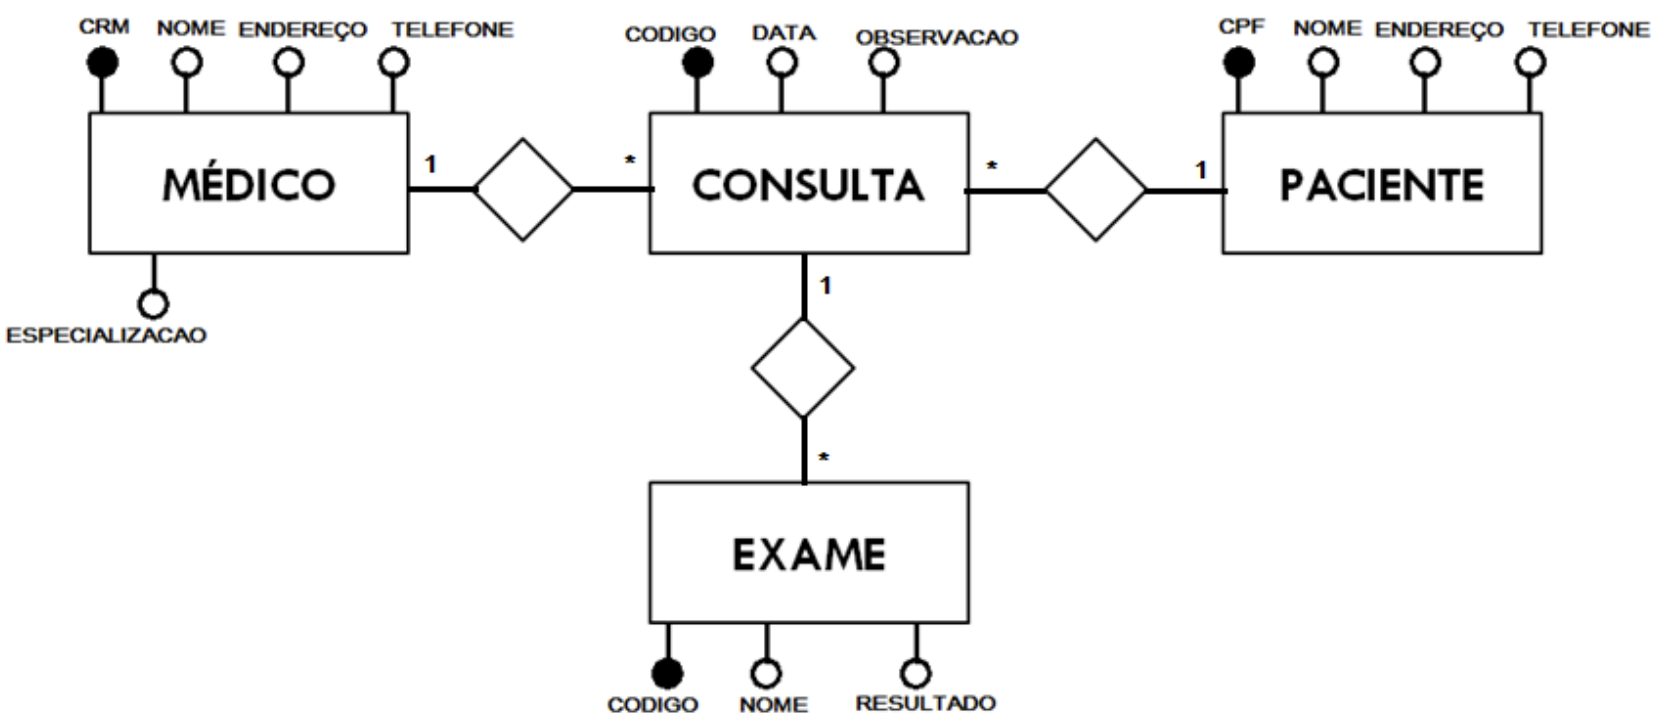 CRM NOME ENDEREÇO TELEFONE
CODIGO DATA OBSERVACAO
CPF NOME ENDEREÇO TELEFONE
MÉDICO
1
*
CONSULTA
*
1
PACIENTE
ESPECIALIZACAO
1
*
EXAME
CODIGO NOME RESULTADO